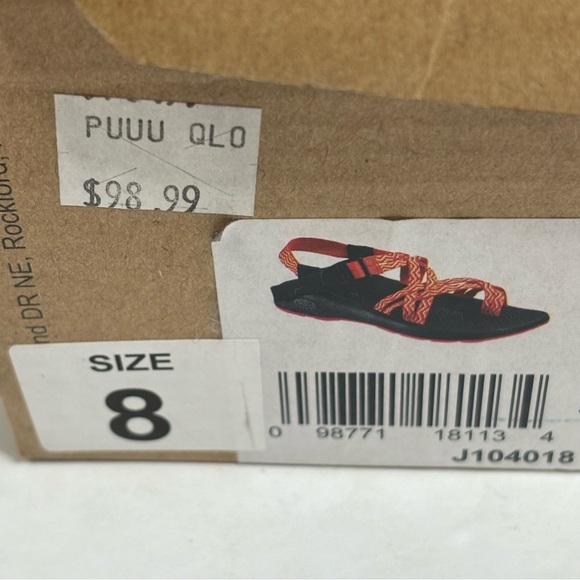 PUUU QLO
$98.99
nd DR NE, Rockford,
SIZE
8
0 98771 18113 4
J104018